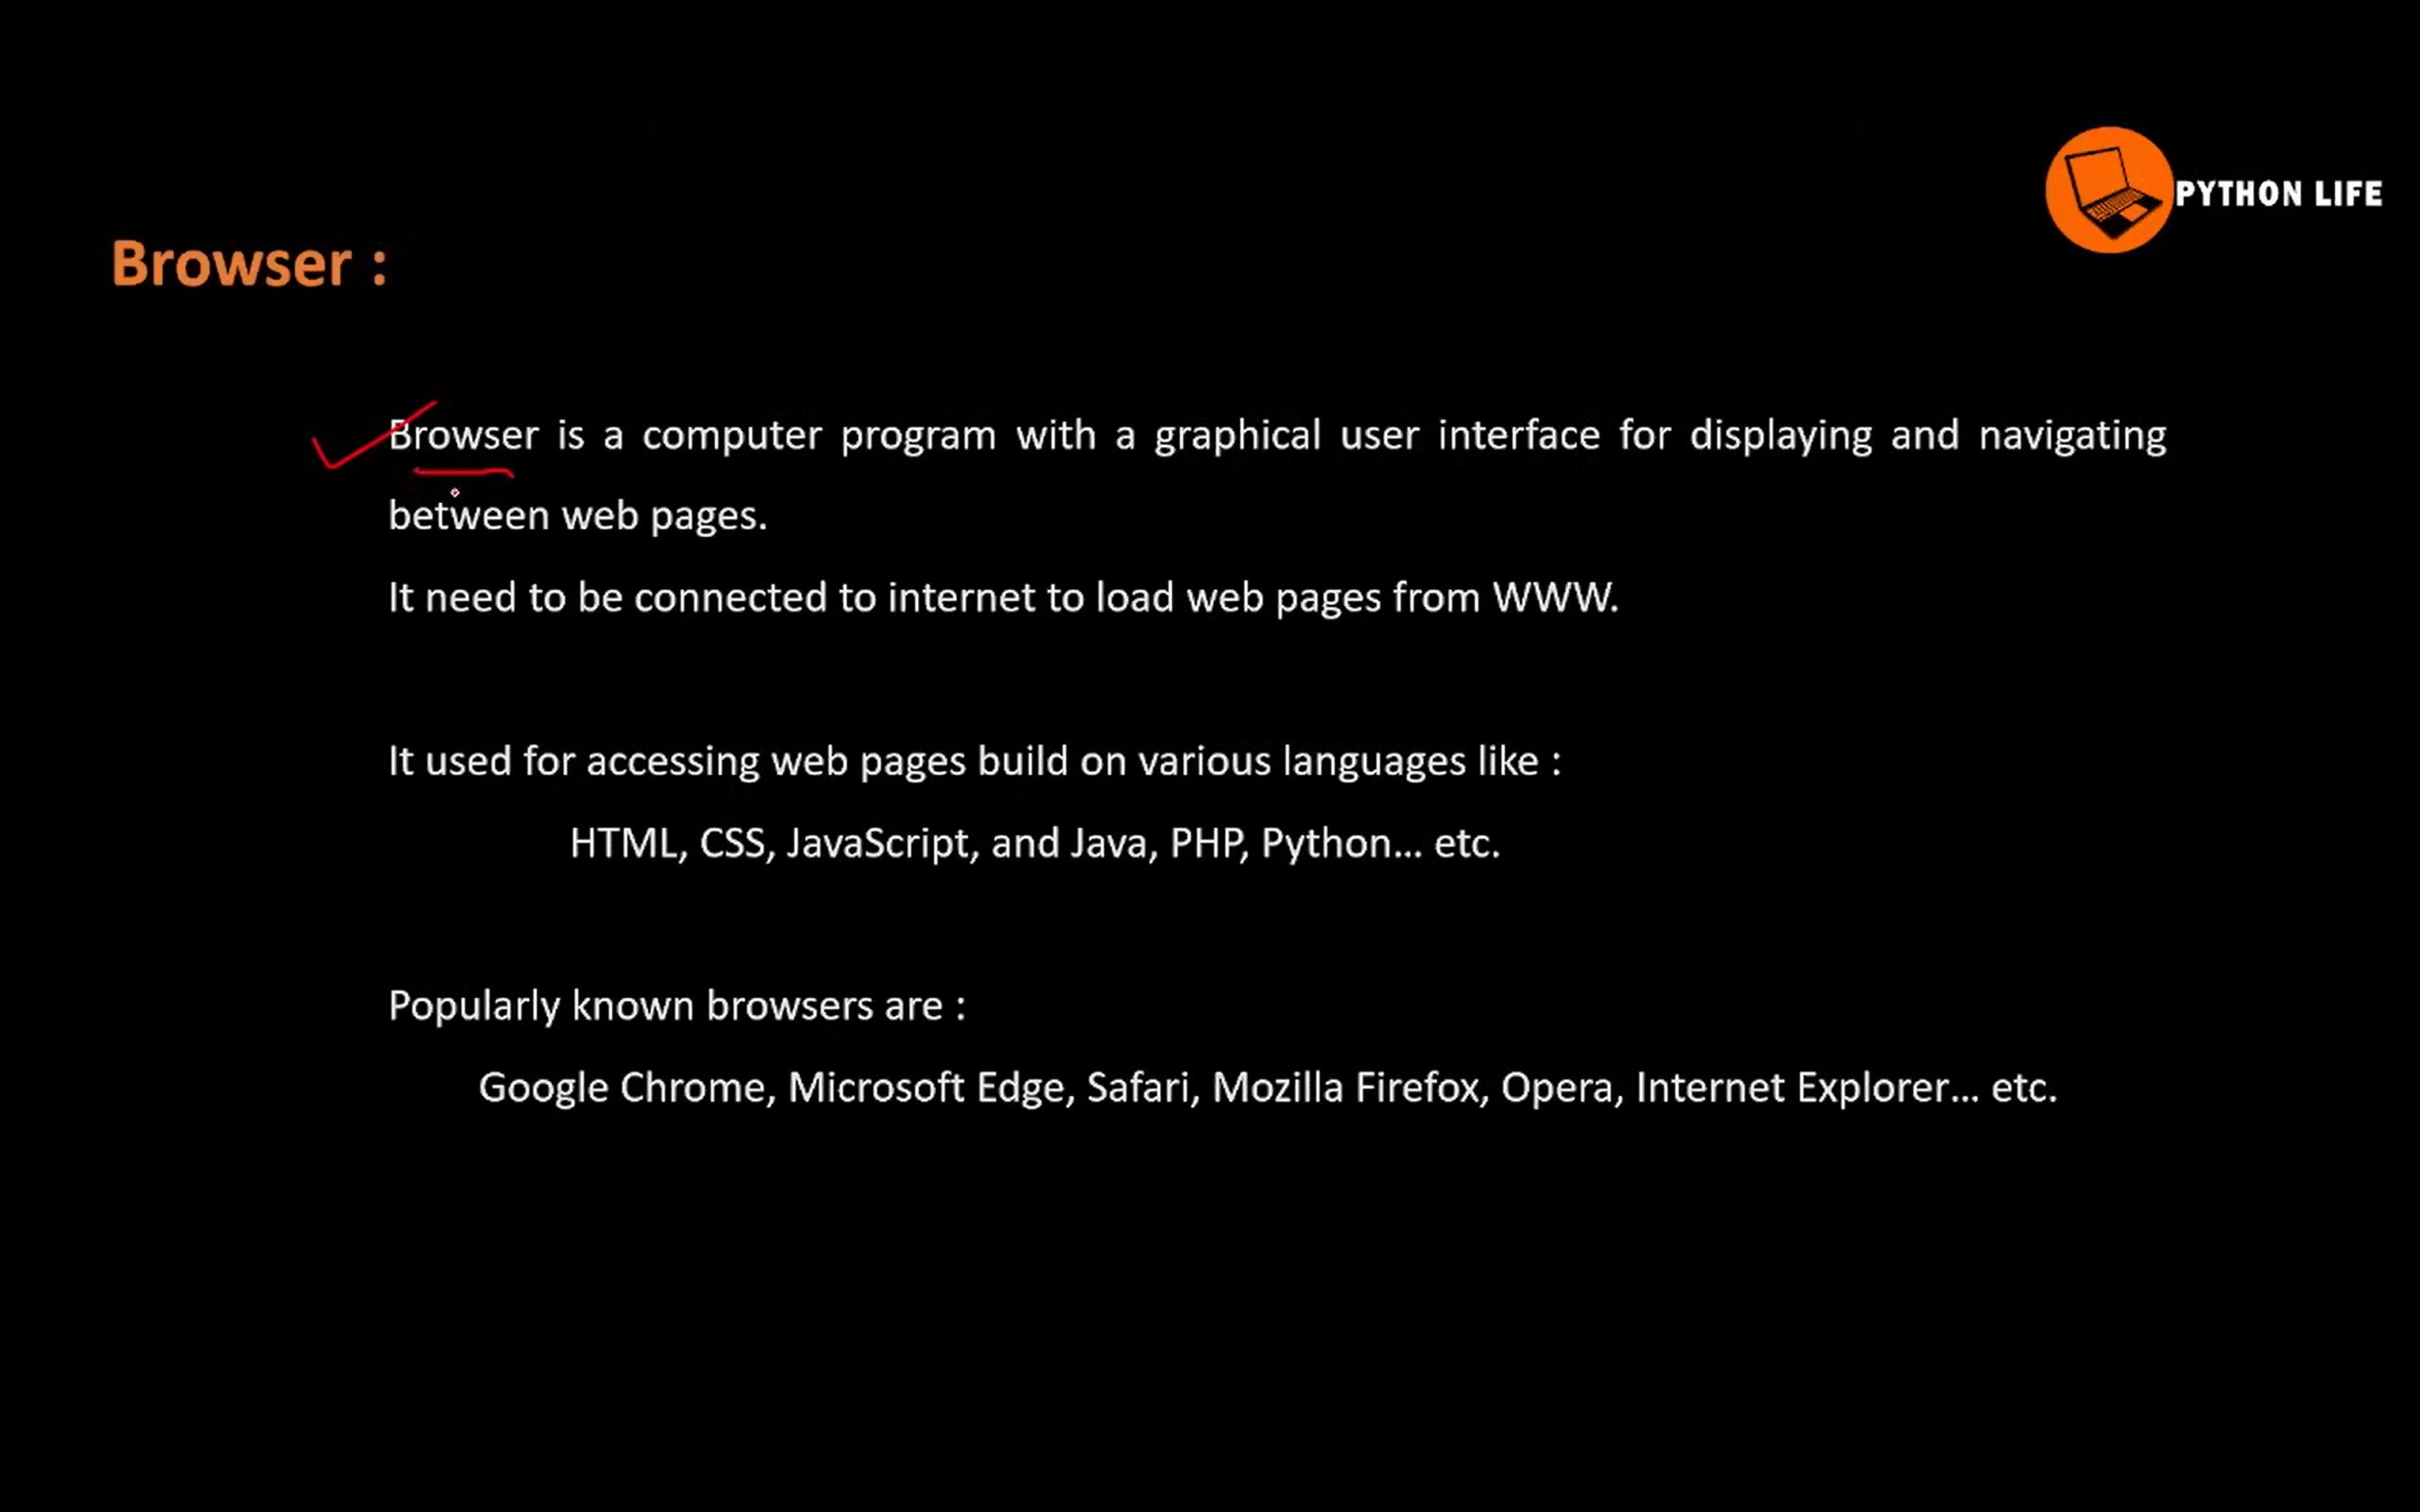 PYTHON LIFE
Browser :
Browser is a computer program with a graphical user interface for displaying and navigating
between web pages.
It need to be connected to internet to load web pages from WWW.
It used for accessing web pages build on various languages like :
HTML, CSS, JavaScript, and Java, PHP, Python... etc.
Popularly known browsers are :
Google Chrome, Microsoft Edge, Safari, Mozilla Firefox, Opera, Internet Explorer... etc.